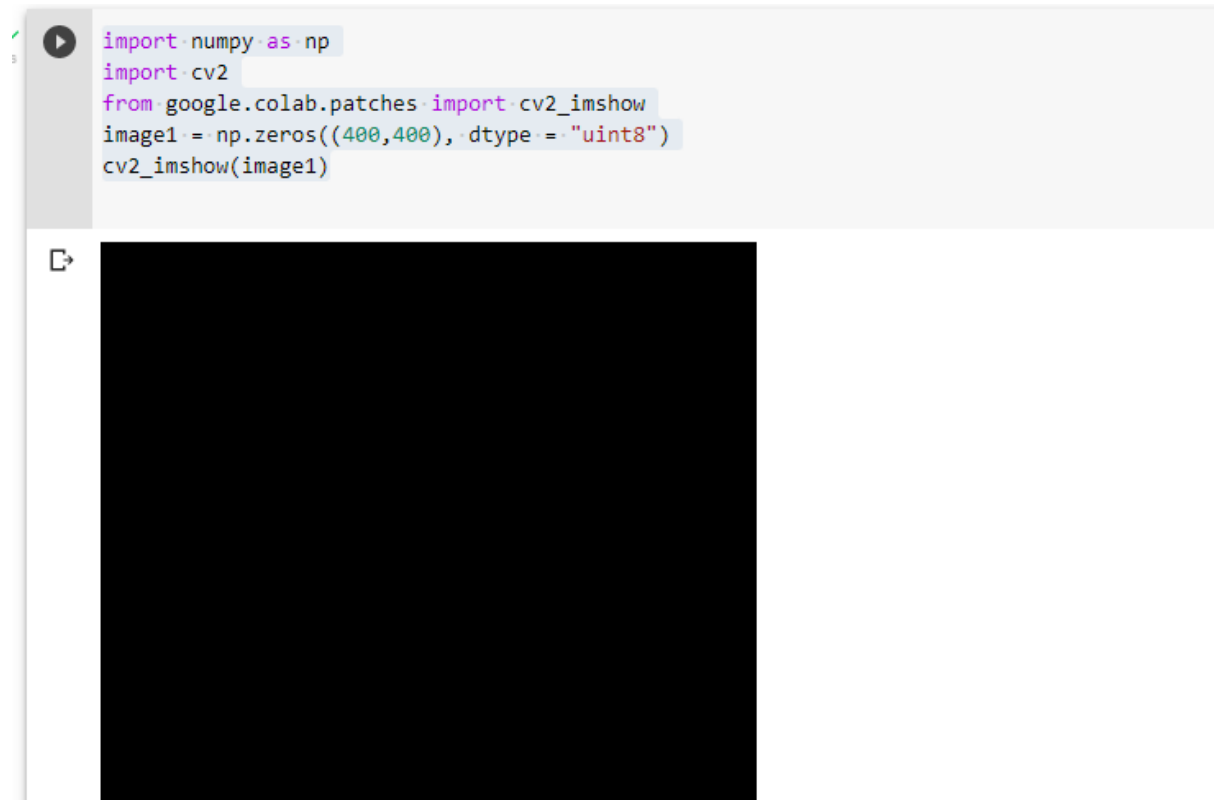 import numpy as np
import cv2
from google.colab.patches import cv2_imshow
image1 = np.zeros((400,400), dtype = "uint8")
cv2_imshow(image1)